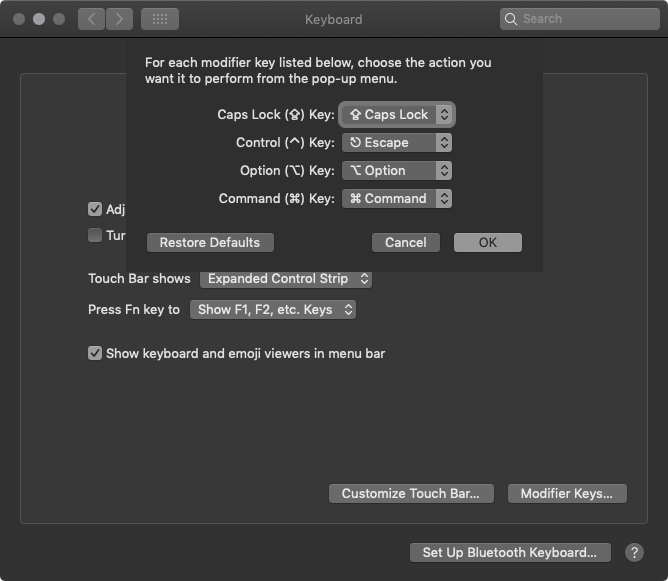 Keyboard
Search
For each modifier key listed below, choose the action you
want it to perform from the pop-up menu.
Caps Lock (⇪) Key: ⇪ Caps Lock
Control (^) Key: ⎋ Escape
Option (⌥) Key: ⌥ Option
Command (⌘) Key: ⌘ Command
Restore Defaults Cancel OK
Adj
Tur
Touch Bar shows Expanded Control Strip
Press Fn key to Show F1, F2, etc. Keys
Show keyboard and emoji viewers in menu bar
Customize Touch Bar... Modifier Keys...
Set Up Bluetooth Keyboard... ?